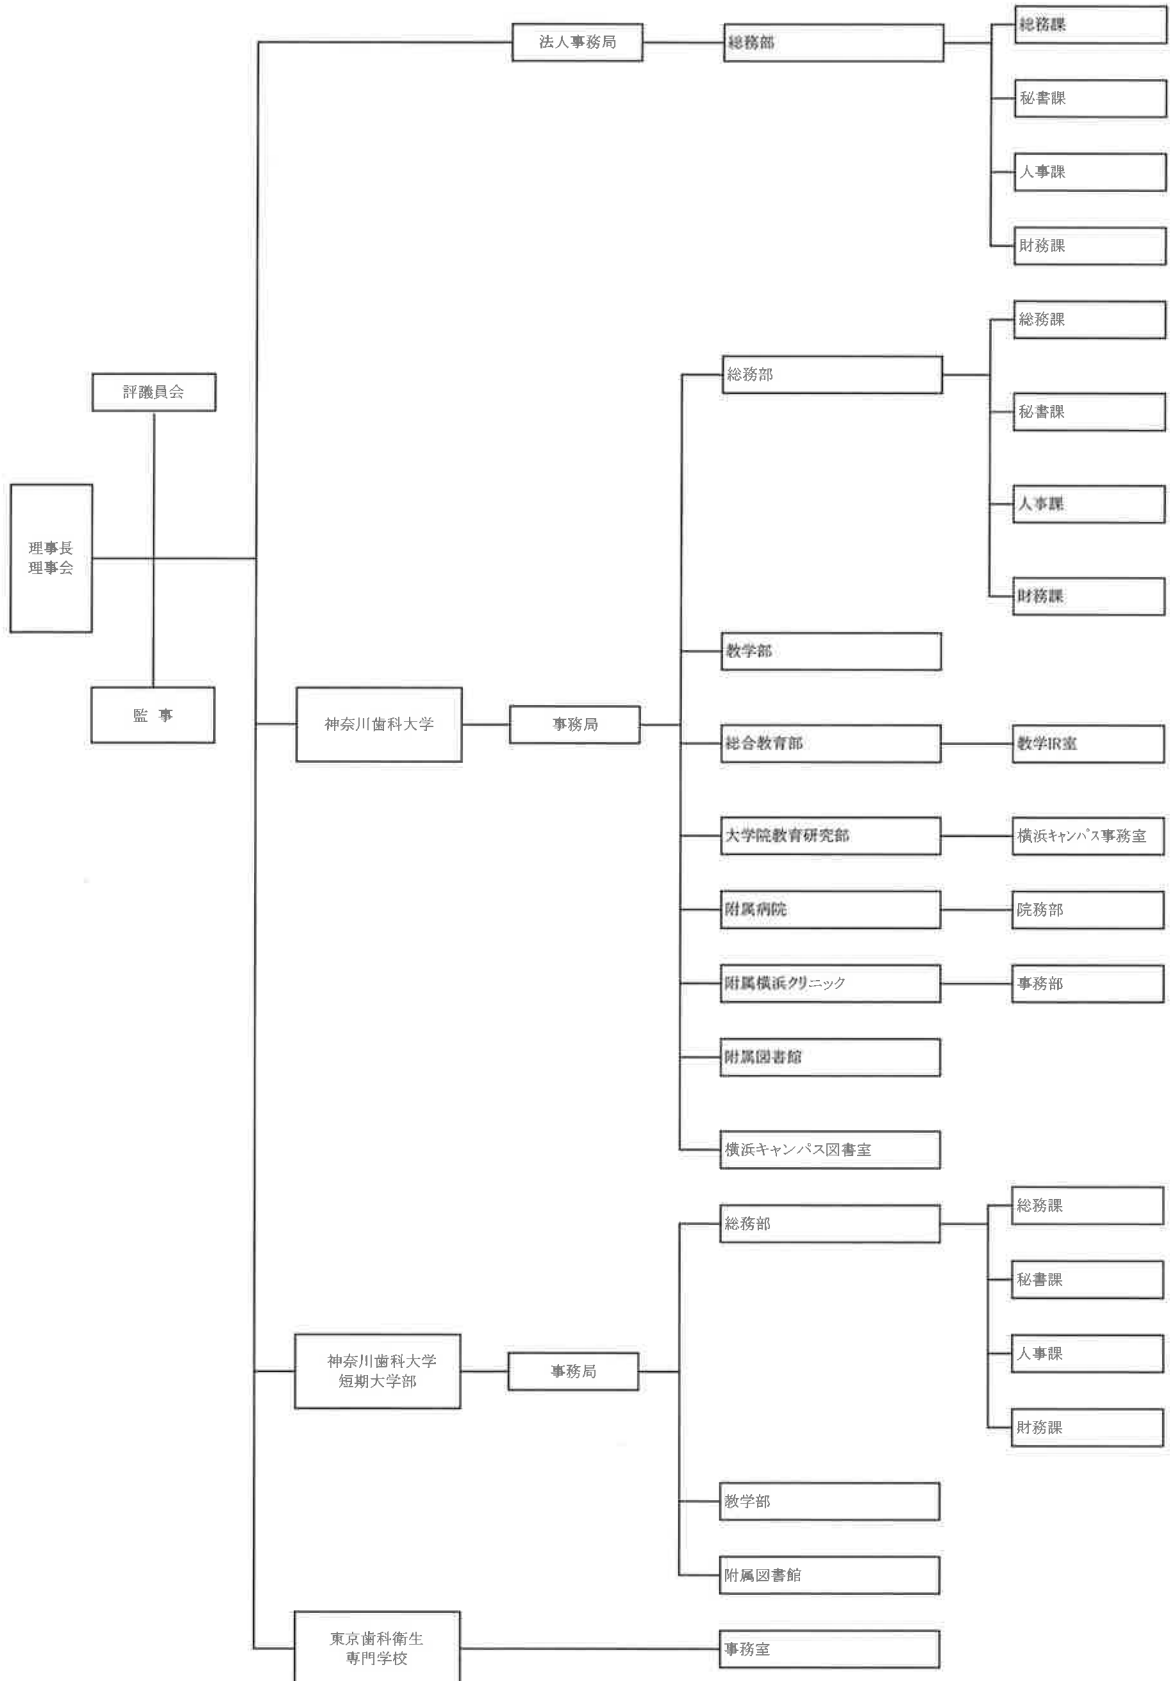 法人事務局
総務部
総務課
秘書課
人事課
財務課
評議員会
理事長
理事会
監 事
神奈川歯科大学
事務局
総務部
総務課
秘書課
人事課
財務課
教学部
総合教育部
教学IR室
大学院教育研究部
横浜キャンパス事務室
附属病院
院務部
附属横浜クリニック
事務部
附属図書館
横浜キャンパス図書室
神奈川歯科大学
短期大学部
事務局
総務部
総務課
秘書課
人事課
財務課
教学部
附属図書館
東京歯科衛生
専門学校
事務室